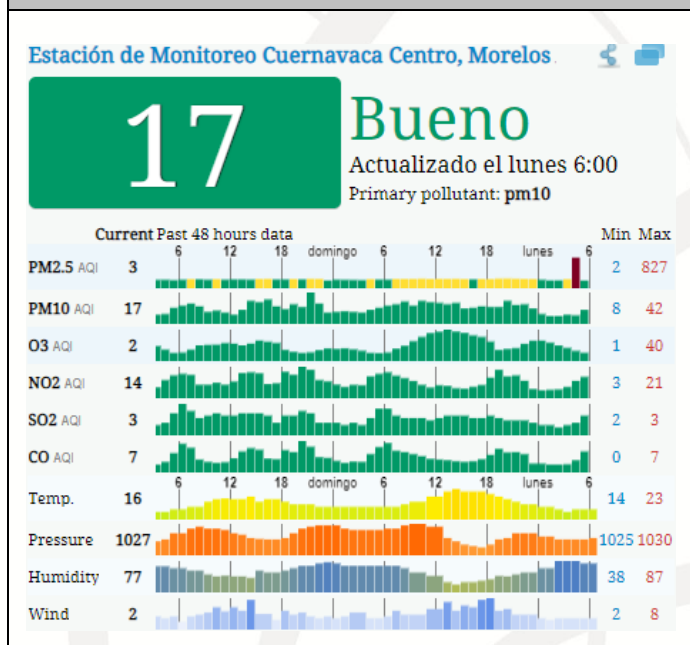 Estación de Monitoreo Cuernavaca Centro, Morelos.
17
Bueno
Actualizado el lunes 6:00
Primary pollutant: pm10
Current Past 48 hours data Min Max
6 12 18 domingo 6 12 18 lunes 6
PM2.5 AQI 3 2 827
PM10 AQI 17 8 42
O3 AQI 2 1 40
NO2 AQI 14 3 21
SO2 AQI 3 2 3
CO AQI 7 0 7
6 12 18 domingo 6 12 18 lunes 6
Temp. 16 14 23
Pressure 1027 1025 1030
Humidity 77 38 87
Wind 2 2 8